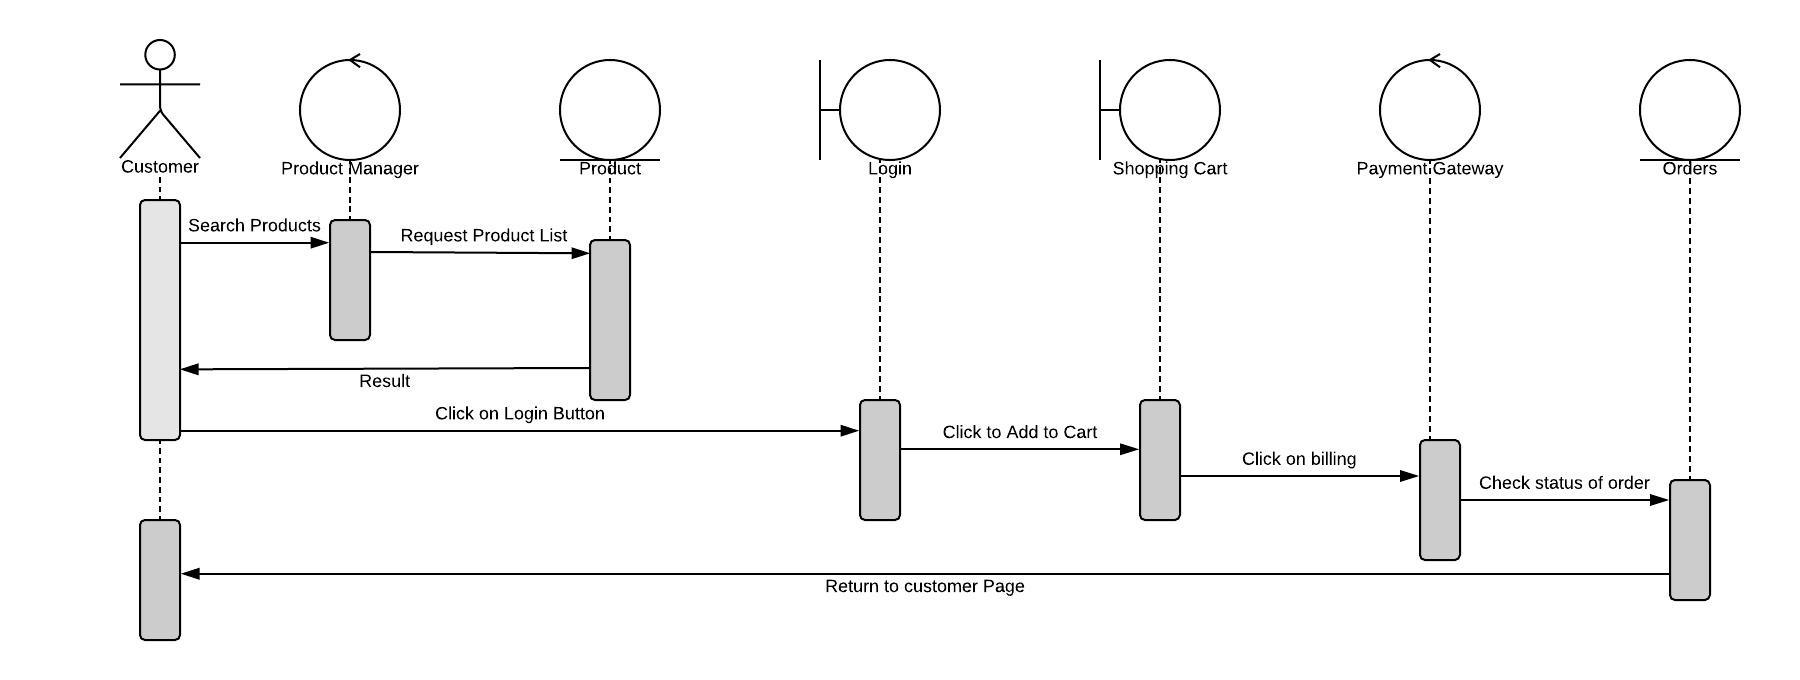 Customer
Product Manager
Product
Login
Shopping Cart
Payment Gateway
Orders
Search Products
Request Product List
Result
Click on Login Button
Click to Add to Cart
Click on billing
Check status of order
Return to customer Page